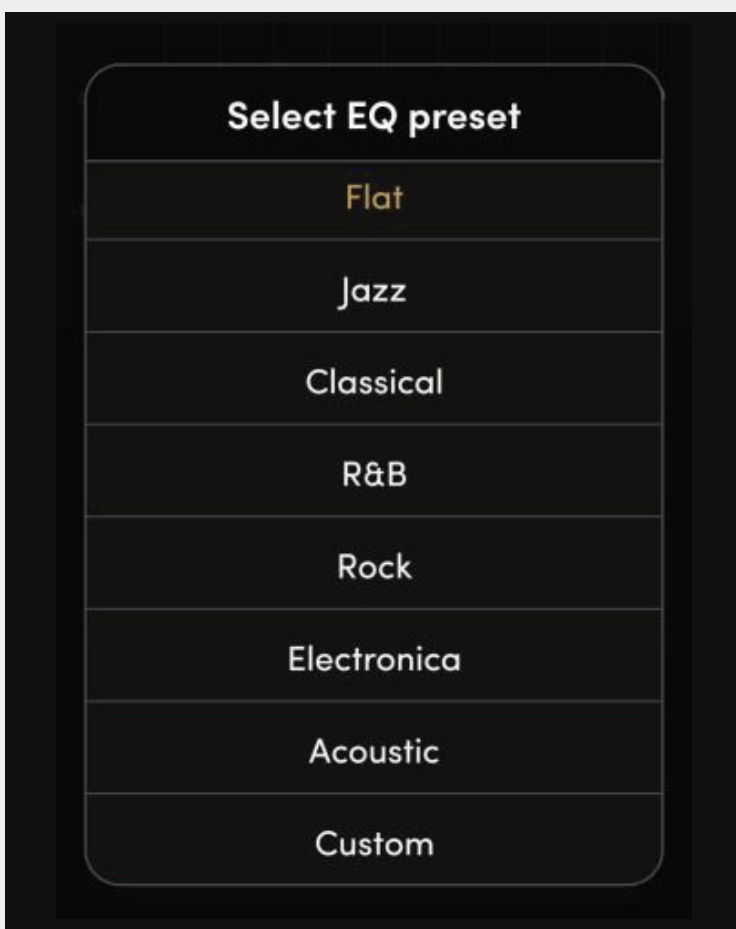 Select EQ preset
Flat
Jazz
Classical
R&B
Rock
Electronica
Acoustic
Custom